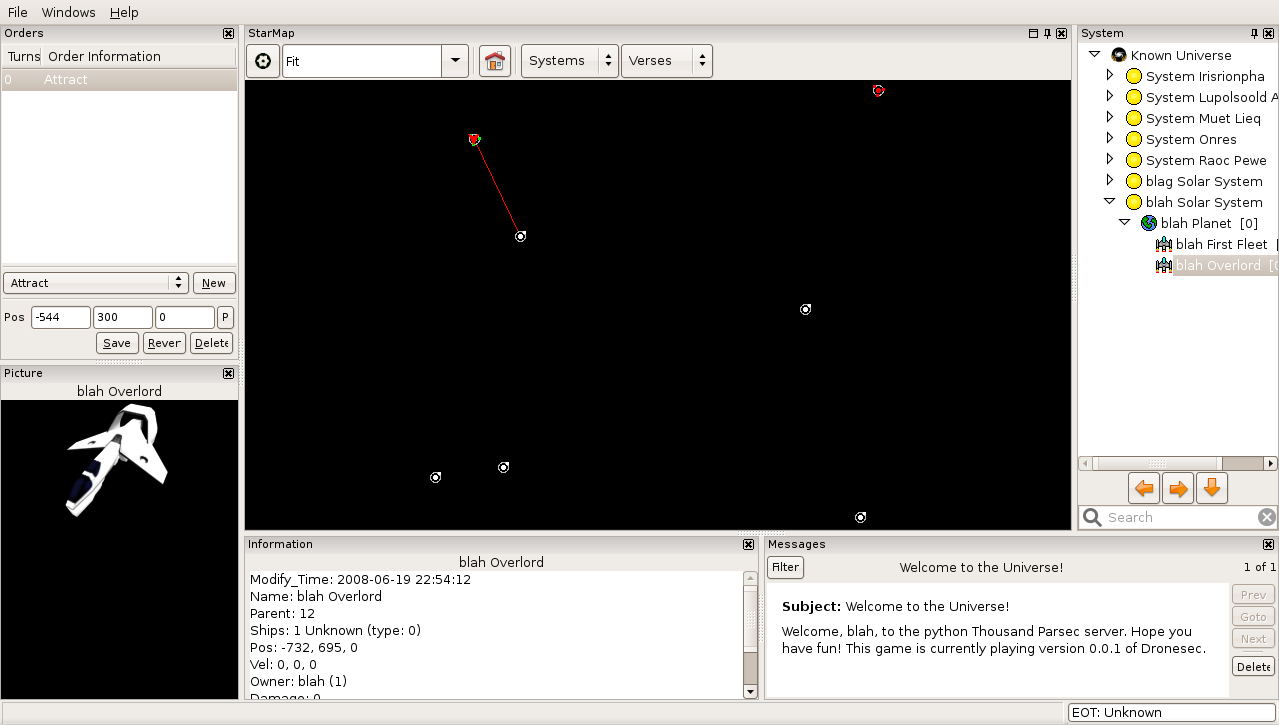 File Windows Help
Orders
Turns Order Information
0 Attract
Attract New
Pos -544 300 0 P
Save Rever Delete
Picture
blah Overlord
StarMap
Fit Systems Verses
System
Known Universe
System Irisrionpha
System Lupolsoold A
System Muet Lieq
System Onres
System Raoc Pewe
blag Solar System
blah Solar System
blah Planet [0]
blah First Fleet [
blah Overlord [0
Search
Information
blah Overlord
Modify_Time: 2008-06-19 22:54:12
Name: blah Overlord
Parent: 12
Ships: 1 Unknown (type: 0)
Pos: -732, 695, 0
Vel: 0, 0, 0
Owner: blah (1)
Damage: 0
Messages
Filter Welcome to the Universe! 1 of 1
Subject: Welcome to the Universe!
Welcome, blah, to the python Thousand Parsec server. Hope you
have fun! This game is currently playing version 0.0.1 of Dronesec.
Prev
Goto
Next
Delete
EOT: Unknown